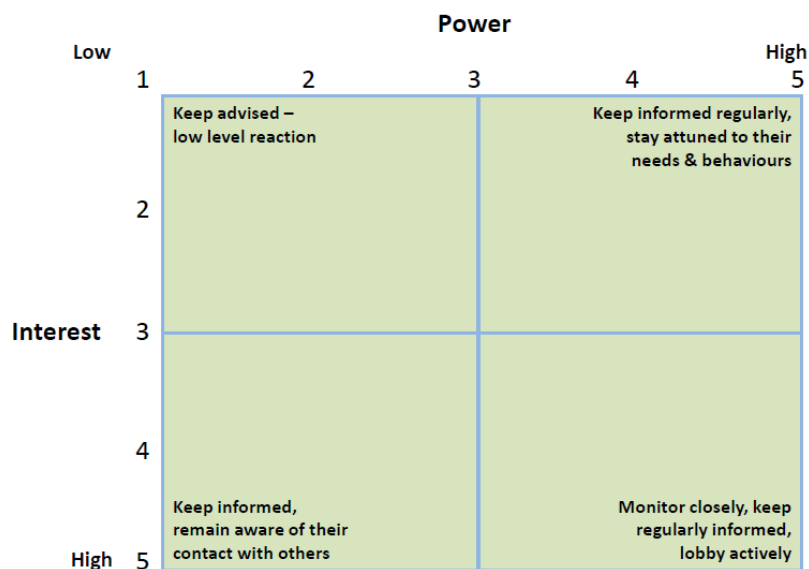 Power
Low
High
1
2
3
4
5
Keep advised –
low level reaction
Keep informed regularly,
stay attuned to their
needs & behaviours
2
Interest
3
4
Keep informed,
remain aware of their
contact with others
Monitor closely, keep
regularly informed,
lobby actively
High
5